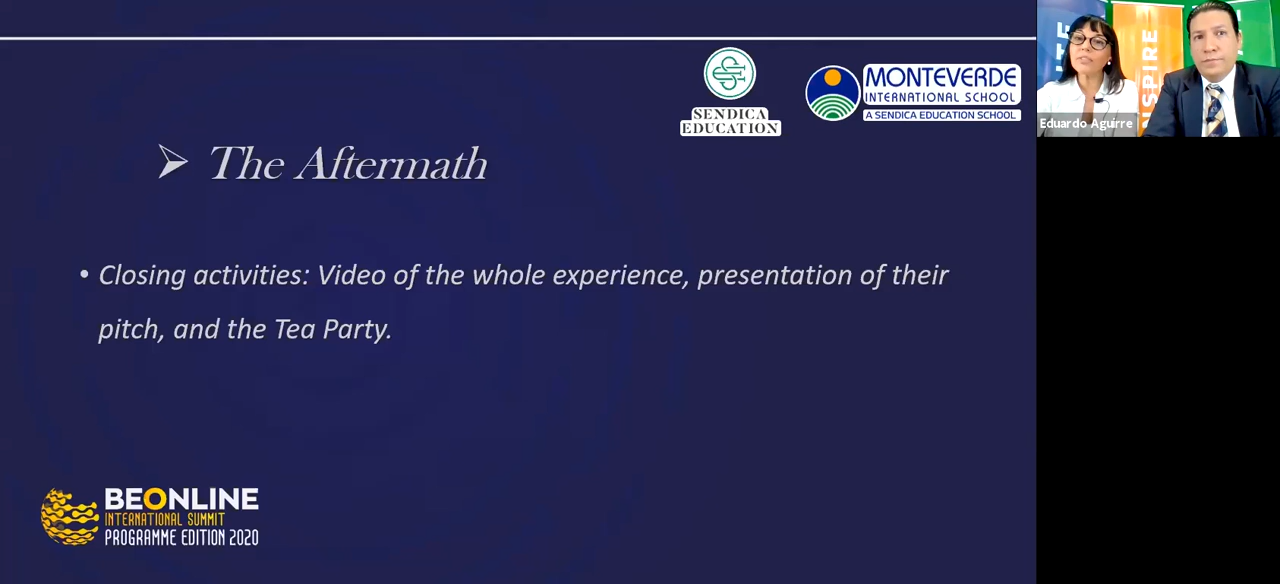 SENDICA
EDUCATION
MONTEVERDE
INTERNATIONAL SCHOOL
A SENDICA EDUCATION SCHOOL
NSPIRE
Eduardo Aguirre
➢ The Aftermath
• Closing activities: Video of the whole experience, presentation of their
pitch, and the Tea Party.
BEONLINE
INTERNATIONAL SUMMIT
PROGRAMME EDITION 2020